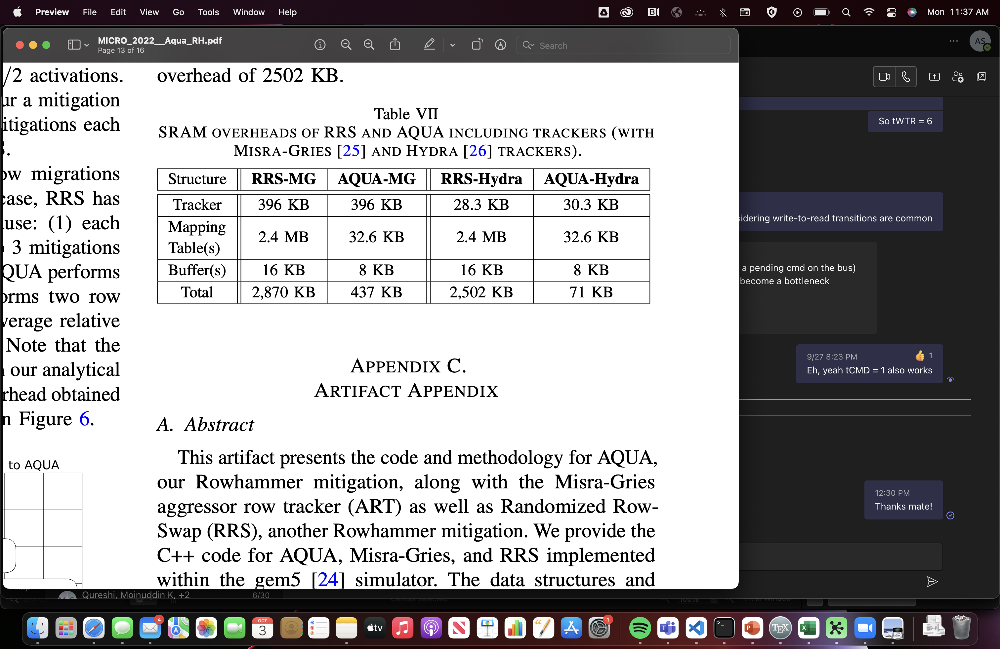 Preview File Edit View Go Tools Window Help
Mon 11:37 AM
MICRO_2022__Aqua_RH.pdf
Page 13 of 16
Search
AS
/2 activations.
ur a mitigation
itigations each
ow migrations
case, RRS has
use: (1) each
3 mitigations
QUA performs
orms two row
verage relative
Note that the
our analytical
rhead obtained
n Figure 6.
to AQUA
overhead of 2502 KB.
Table VII
SRAM OVERHEADS OF RRS AND AQUA INCLUDING TRACKERS (WITH
MISRA-GRIES [25] AND HYDRA [26] TRACKERS).
Structure RRS-MG AQUA-MG RRS-Hydra AQUA-Hydra
Tracker 396 KB 396 KB 28.3 KB 30.3 KB
Mapping
Table(s) 2.4 MB 32.6 KB 2.4 MB 32.6 KB
Buffer(s) 16 KB 8 KB 16 KB 8 KB
Total 2,870 KB 437 KB 2,502 KB 71 KB
APPENDIX C.
ARTIFACT APPENDIX
A. Abstract
This artifact presents the code and methodology for AQUA,
our Rowhammer mitigation, along with the Misra-Gries
aggressor row tracker (ART) as well as Randomized Row-
Swap (RRS), another Rowhammer mitigation. We provide the
C++ code for AQUA, Misra-Gries, and RRS implemented
within the gem5 [24] simulator. The data structures and
So tWTR = 6
sidering write-to-read transitions are common
a pending cmd on the bus)
become a bottleneck
9/27 8:23 PM 👍 1
Eh, yeah tCMD = 1 also works
12:30 PM
Thanks mate!
Qureshi, Moinuddin K, +2 6/30
Canvas selected
100%
4
OCT
3
tv
1
TEX